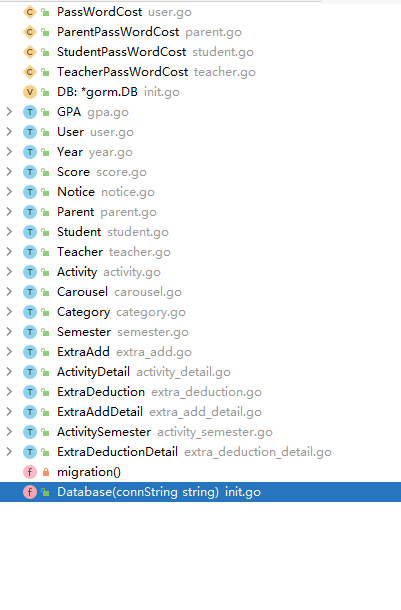 PassWordCost user.go
ParentPassWordCost parent.go
StudentPassWordCost student.go
TeacherPassWordCost teacher.go
DB: *gorm.DB init.go
GPA gpa.go
User user.go
Year year.go
Score score.go
Notice notice.go
Parent parent.go
Student student.go
Teacher teacher.go
Activity activity.go
Carousel carousel.go
Category category.go
Semester semester.go
ExtraAdd extra_add.go
ActivityDetail activity_detail.go
ExtraDeduction extra_deduction.go
ExtraAddDetail extra_add_detail.go
ActivitySemester activity_semester.go
ExtraDeductionDetail extra_deduction_detail.go
migration()
Database(connString string) init.go